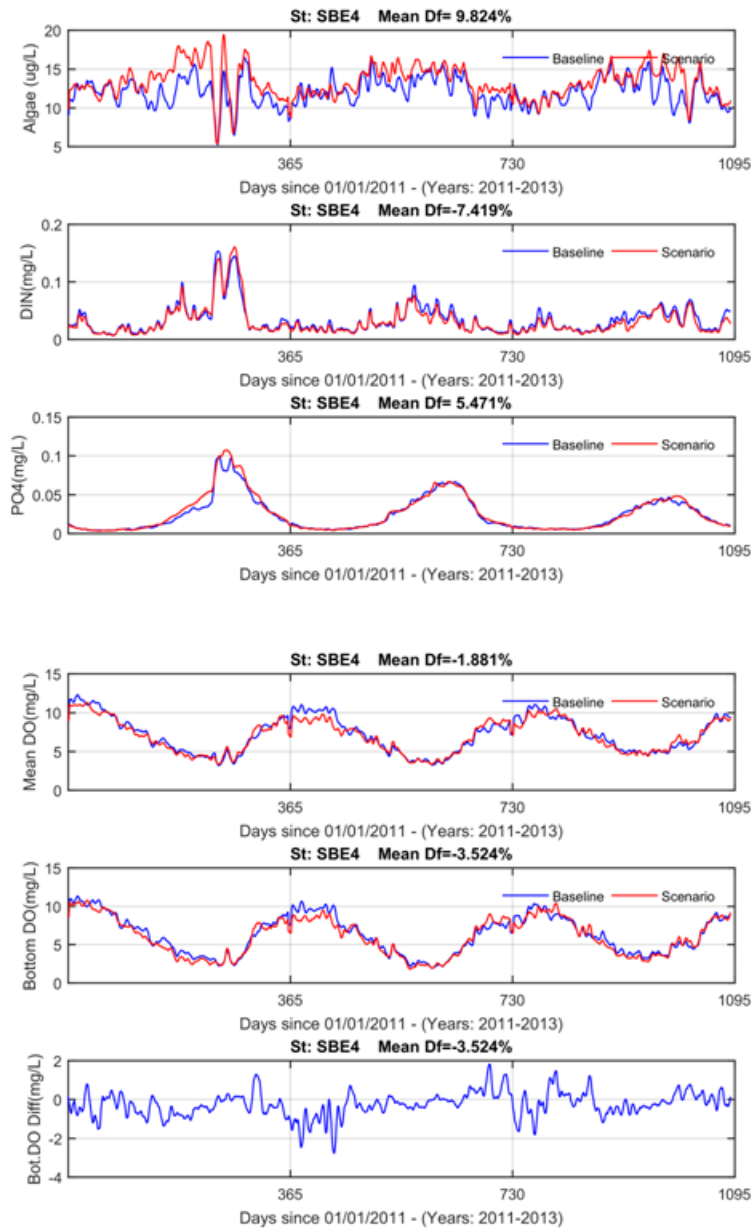 St: SBE4 Mean Df= 9.824%
20
15
10
5
Algae (ug/L)
Baseline Scenario
365 730 1095
Days since 01/01/2011 - (Years: 2011-2013)
St: SBE4 Mean Df=-7.419%
0.2
0.1
0
DIN(mg/L)
Baseline Scenario
365 730 1095
Days since 01/01/2011 - (Years: 2011-2013)
St: SBE4 Mean Df= 5.471%
0.15
0.1
0.05
0
PO4(mg/L)
Baseline Scenario
365 730 1095
Days since 01/01/2011 - (Years: 2011-2013)
St: SBE4 Mean Df=-1.881%
15
10
5
0
Mean DO(mg/L)
Baseline Scenario
365 730 1095
Days since 01/01/2011 - (Years: 2011-2013)
St: SBE4 Mean Df=-3.524%
15
10
5
0
Bottom DO(mg/L)
Baseline Scenario
365 730 1095
Days since 01/01/2011 - (Years: 2011-2013)
St: SBE4 Mean Df=-3.524%
2
0
-2
-4
Bot.DO Diff(mg/L)
365 730 1095
Days since 01/01/2011 - (Years: 2011-2013)